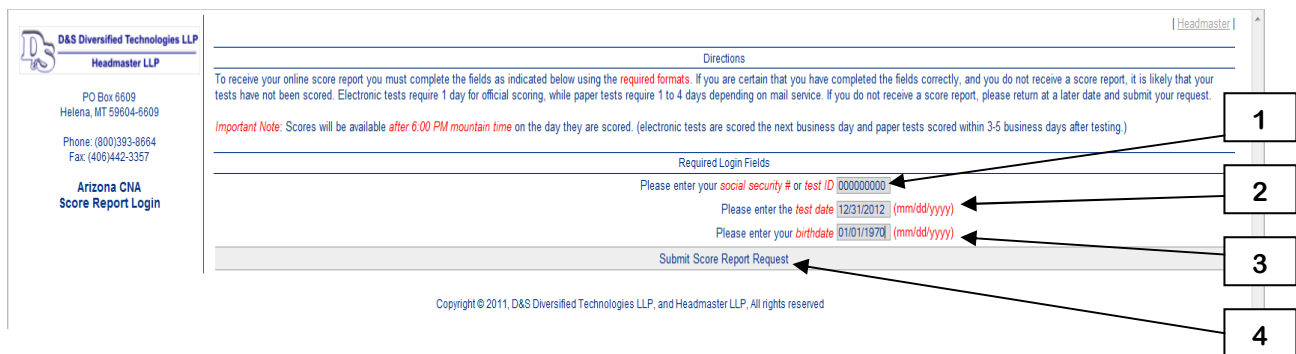 D&S Diversified Technologies LLP
Headmaster LLP
PO Box 6609
Helena, MT 59604-6609
Phone: (800)393-8664
Fax: (406)442-3357
Arizona CNA
Score Report Login
| Headmaster |
Directions
To receive your online score report you must complete the fields as indicated below using the required formats. If you are certain that you have completed the fields correctly, and you do not receive a score report, it is likely that your
tests have not been scored. Electronic tests require 1 day for official scoring, while paper tests require 1 to 4 days depending on mail service. If you do not receive a score report, please return at a later date and submit your request.
Important Note: Scores will be available after 6:00 PM mountain time on the day they are scored. (electronic tests are scored the next business day and paper tests scored within 3-5 business days after testing.)
Required Login Fields
Please enter your social security # or test ID 000000000
Please enter the test date 12/31/2012 (mm/dd/yyyy)
Please enter your birthdate 01/01/1970 (mm/dd/yyyy)
Submit Score Report Request
Copyright © 2011, D&S Diversified Technologies LLP, and Headmaster LLP, All rights reserved
1
2
3
4